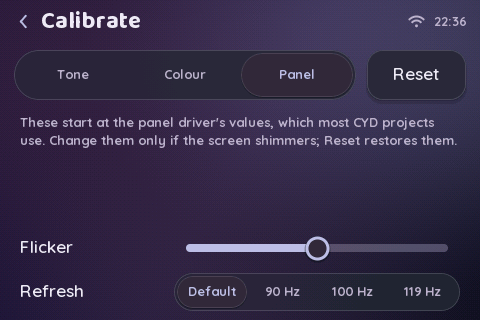 Calibrate
22:36
Tone
Colour
Panel
Reset
These start at the panel driver's values, which most CYD projects
use. Change them only if the screen shimmers; Reset restores them.
Flicker
Refresh
Default
90 Hz
100 Hz
119 Hz